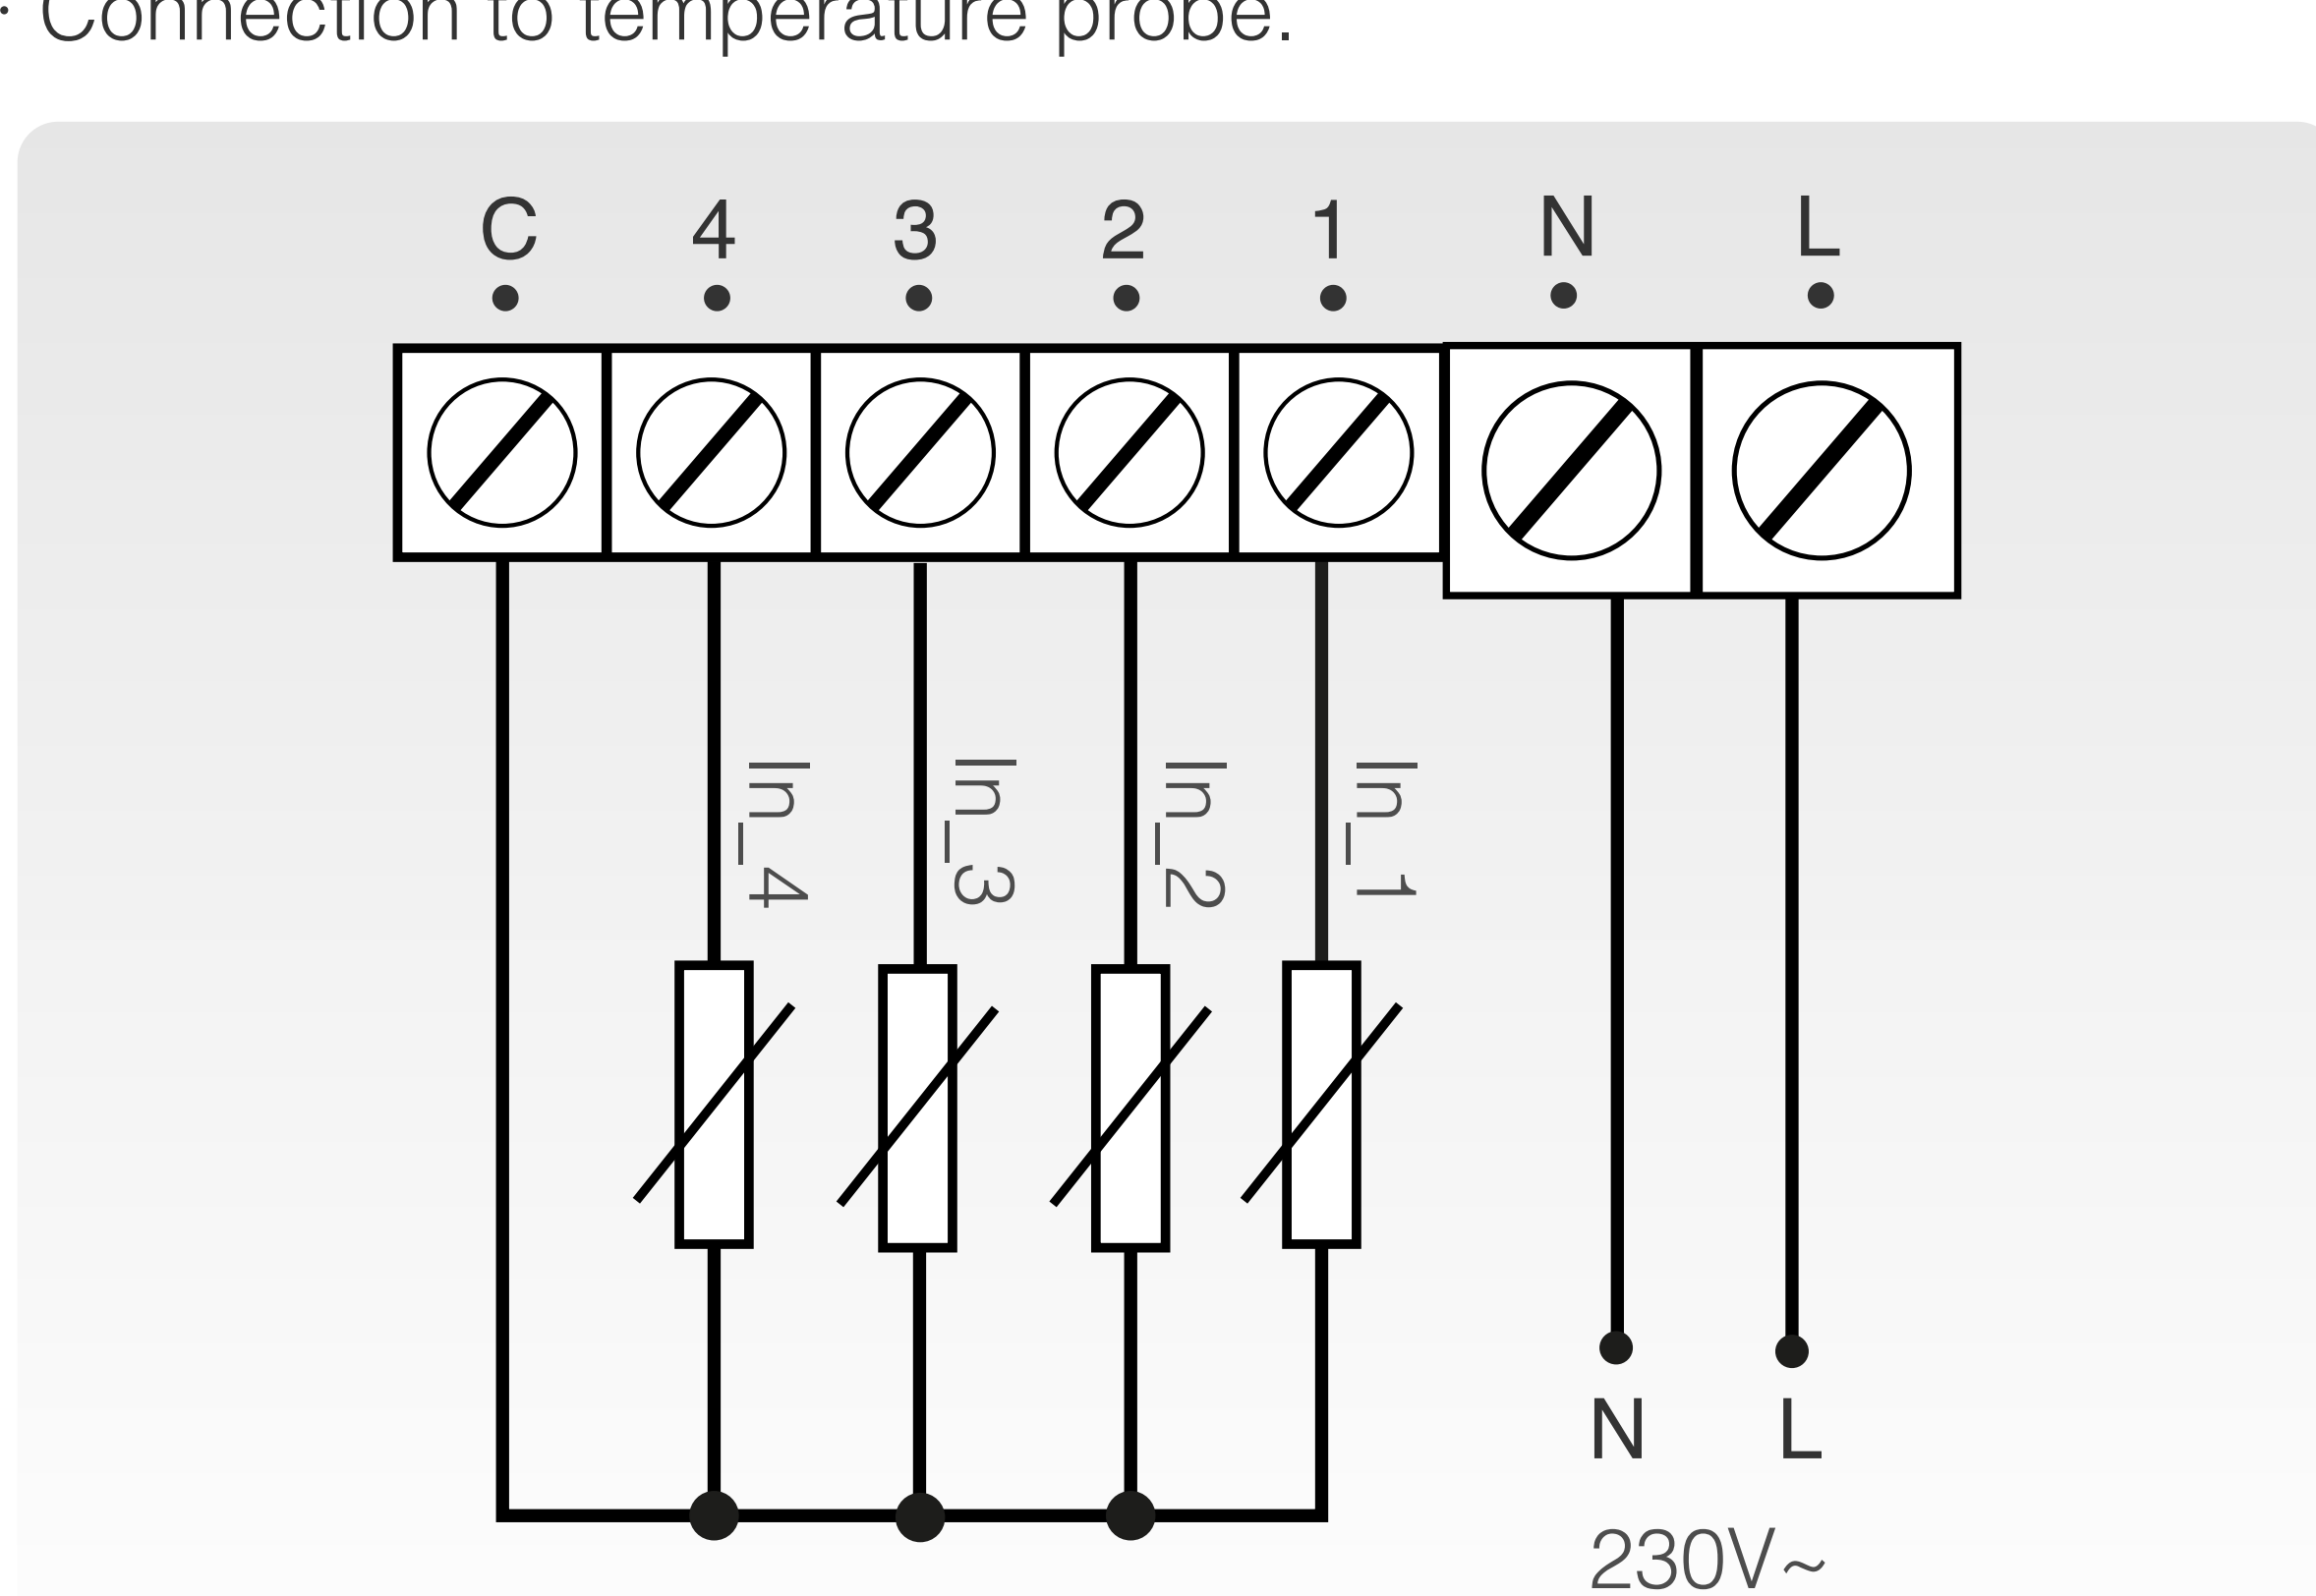 · Connection to temperature probe.
C 4 3 2 1 N L
In_4 In_3 In_2 In_1
N L
230V~